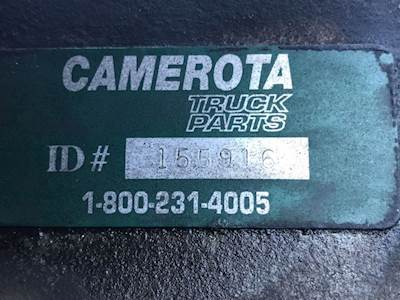 CAMEROTA
TRUCK
PARTS
ID# 155916
1-800-231-4005